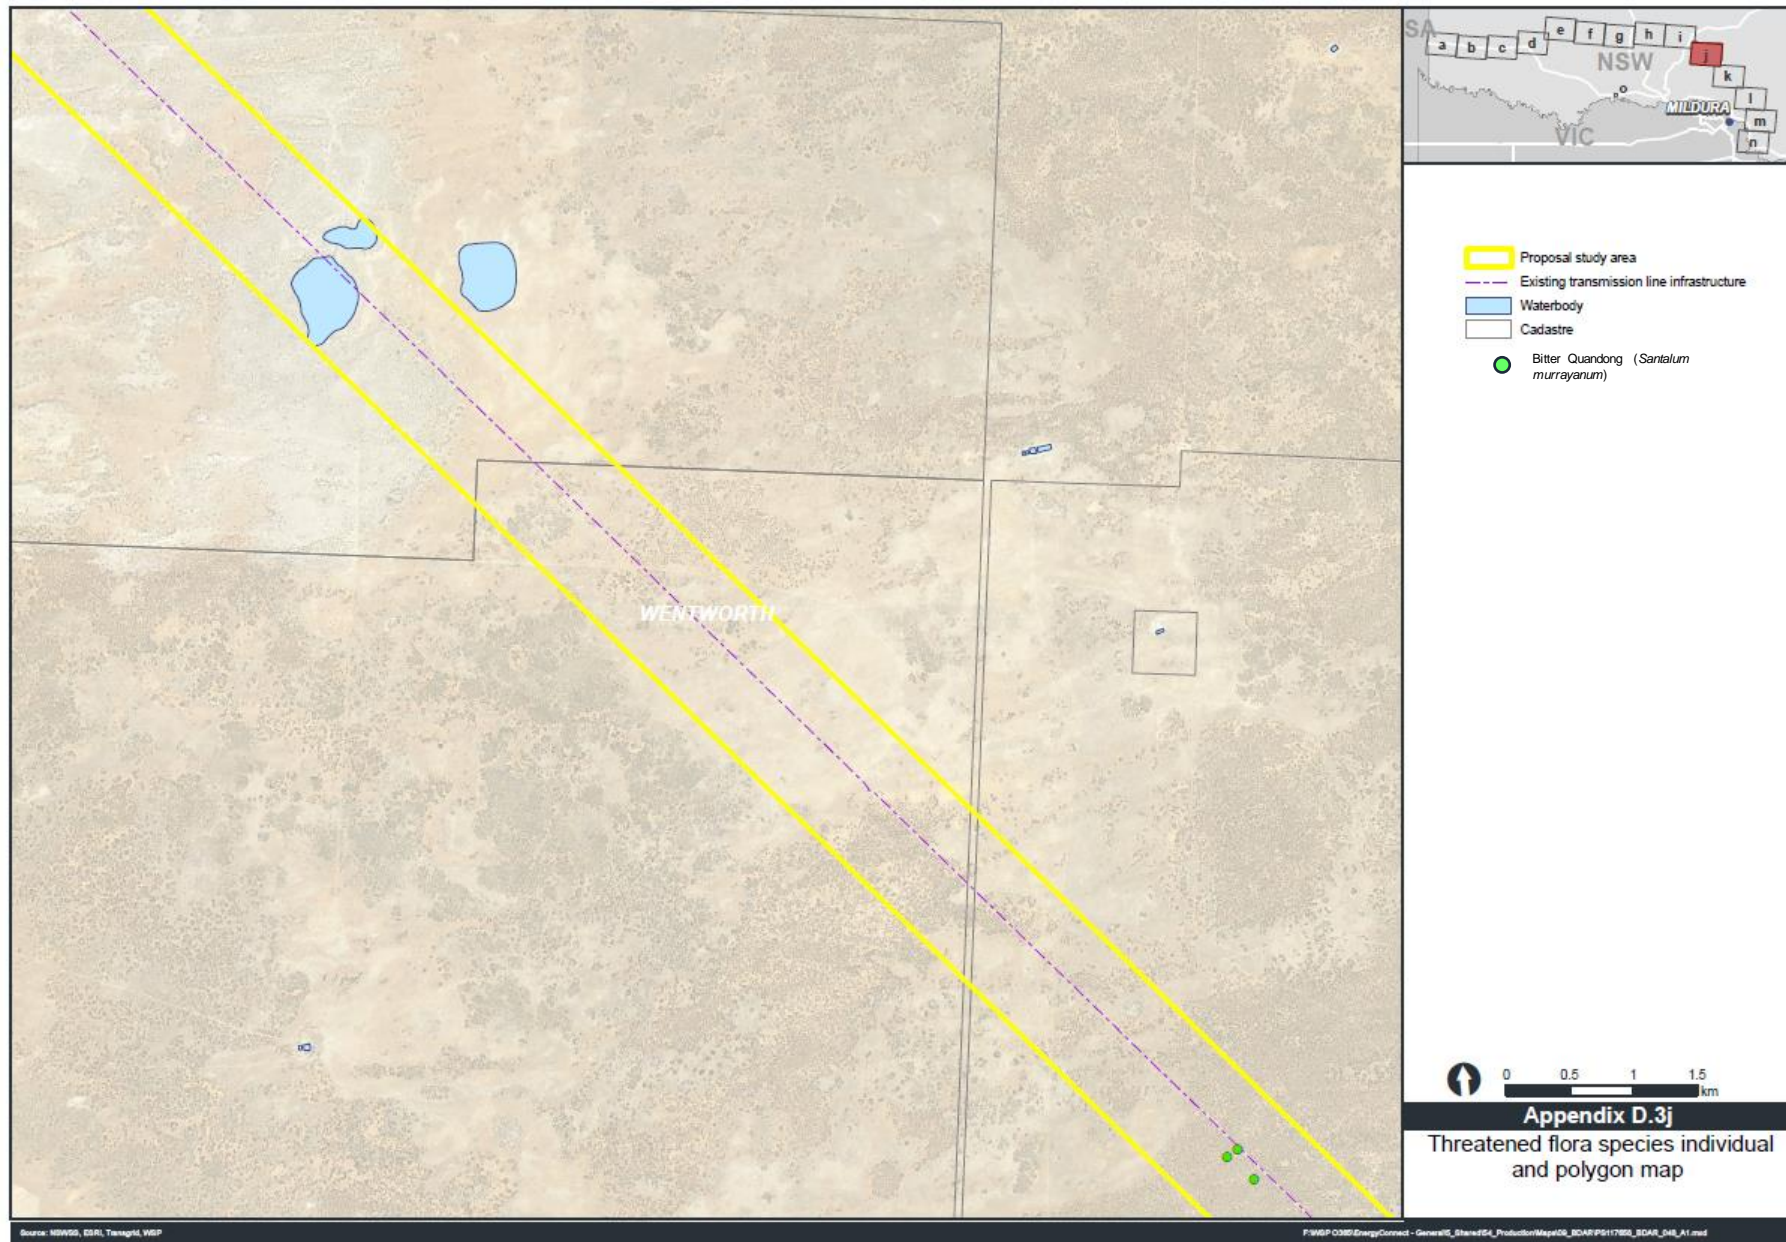 SA
a b c d e f g h i
j
NSW
k
l
MILDURA
m
VIC
n
Proposal study area
Existing transmission line infrastructure
Waterbody
Cadastre
Bitter Quandong (Santalum
murrayanum)
WENTWORTH
0 0.5 1 1.5
km
Appendix D.3j
Threatened flora species individual
and polygon map
Source: NSWSS, ESRI, Transgrid, WSP